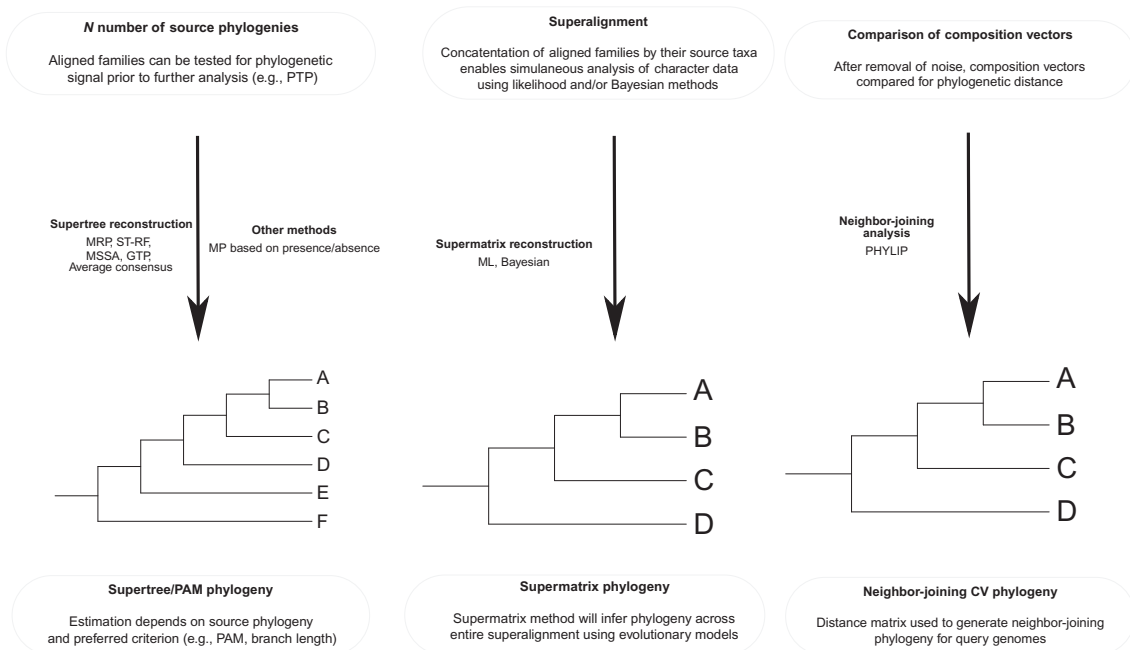 N number of source phylogenies
Aligned families can be tested for phylogenetic
signal prior to further analysis (e.g., PTP)
Superalignment
Concatentation of aligned families by their source taxa
enables simulaneous analysis of character data
using likelihood and/or Bayesian methods
Comparison of composition vectors
After removal of noise, composition vectors
compared for phylogenetic distance
Supertree reconstruction
MRP, ST-RF,
MSSA, GTP,
Average consensus
Other methods
MP based on presence/absence
Supermatrix reconstruction
ML, Bayesian
Neighbor-joining
analysis
PHYLIP
A
B
C
D
E
F
A
B
C
D
A
B
C
D
Supertree/PAM phylogeny
Estimation depends on source phylogeny
and preferred criterion (e.g., PAM, branch length)
Supermatrix phylogeny
Supermatrix method will infer phylogeny across
entire superalignment using evolutionary models
Neighbor-joining CV phylogeny
Distance matrix used to generate neighbor-joining
phylogeny for query genomes